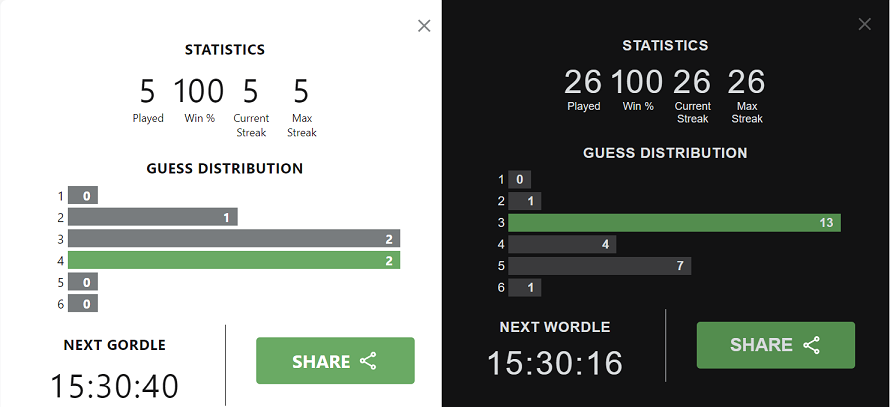 STATISTICS
5 100 5 5
Played Win % Current Streak Max Streak
GUESS DISTRIBUTION
1 0
2 1
3 2
4 2
5 0
6 0
NEXT GORDLE
15:30:40
SHARE
STATISTICS
26 100 26 26
Played Win % Current Streak Max Streak
GUESS DISTRIBUTION
1 0
2 1
3 13
4 4
5 7
6 1
NEXT WORDLE
15:30:16
SHARE